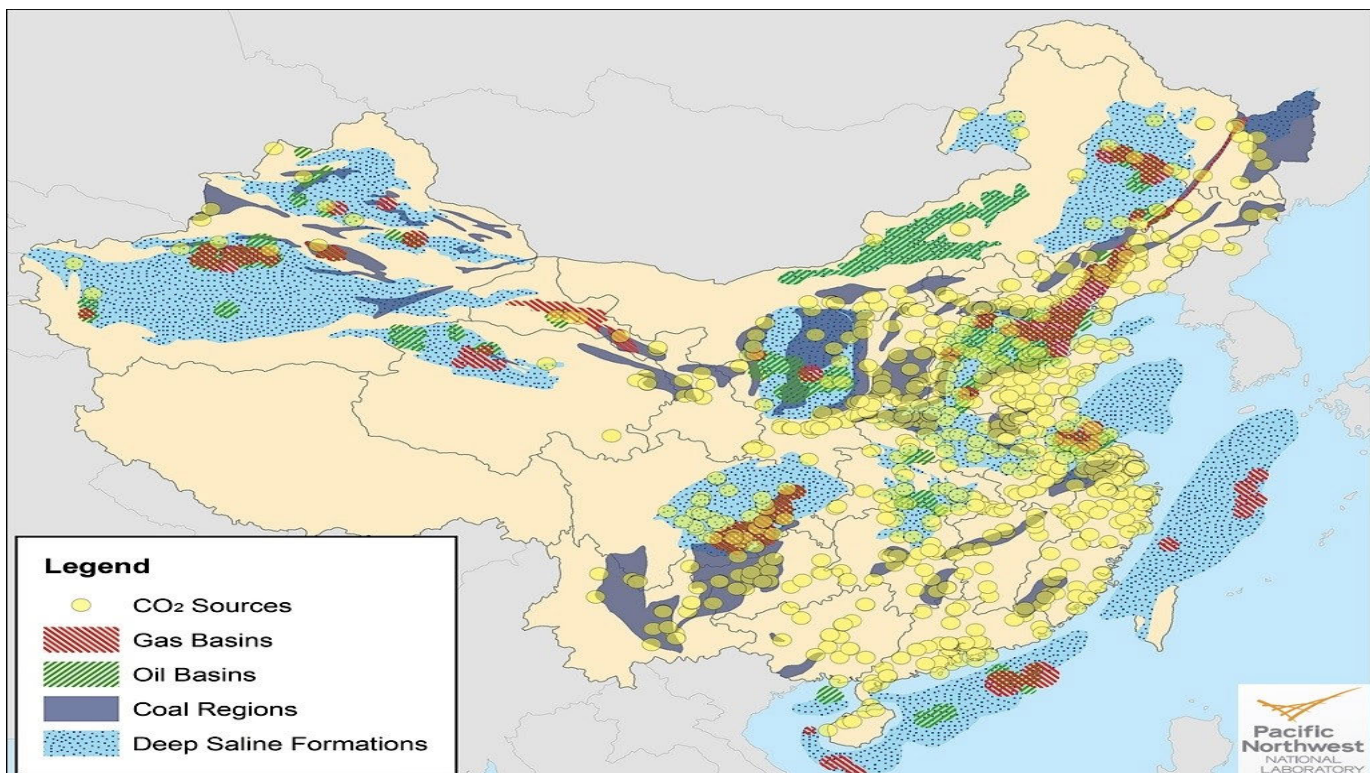 Legend
CO₂ Sources
Gas Basins
Oil Basins
Coal Regions
Deep Saline Formations
Pacific
Northwest
NATIONAL
LABORATORY